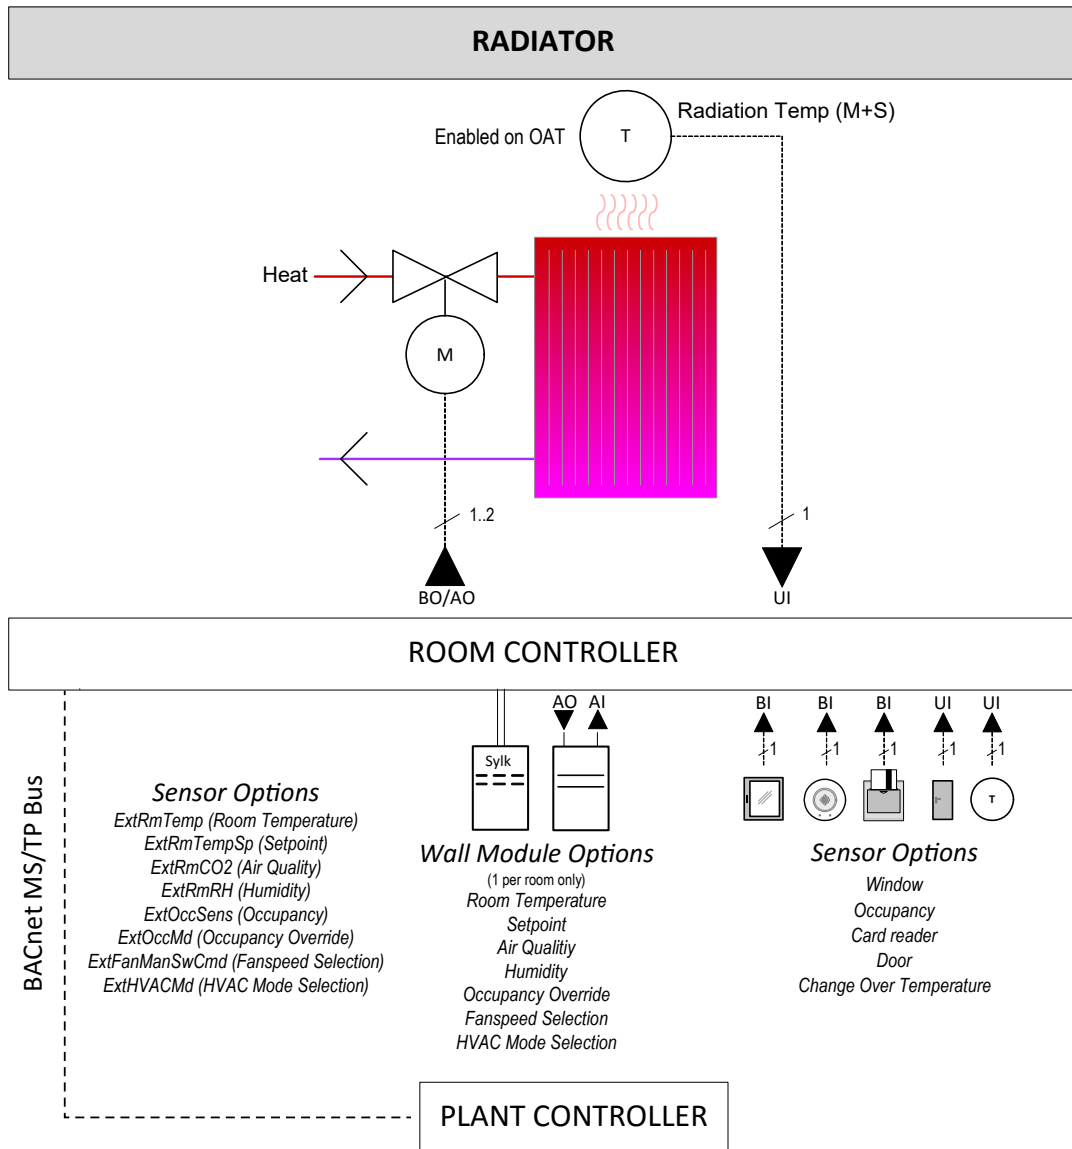 RADIATOR
Radiation Temp (M+S)
Enabled on OAT
T
Heat
M
1..2
1
BO/AO
UI
ROOM CONTROLLER
BACnet MS/TP Bus
Sensor Options
ExtRmTemp (Room Temperature)
ExtRmTempSp (Setpoint)
ExtRmCO2 (Air Quality)
ExtRmRH (Humidity)
ExtOccSens (Occupancy)
ExtOccMd (Occupancy Override)
ExtFanManSwCmd (Fanspeed Selection)
ExtHVACMd (HVAC Mode Selection)
AO
AI
Sylk
Wall Module Options
(1 per room only)
Room Temperature
Setpoint
Air Qualitiy
Humidity
Occupancy Override
Fanspeed Selection
HVAC Mode Selection
BI BI BI UI UI
1 1 1 1 1
T
Sensor Options
Window
Occupancy
Card reader
Door
Change Over Temperature
PLANT CONTROLLER